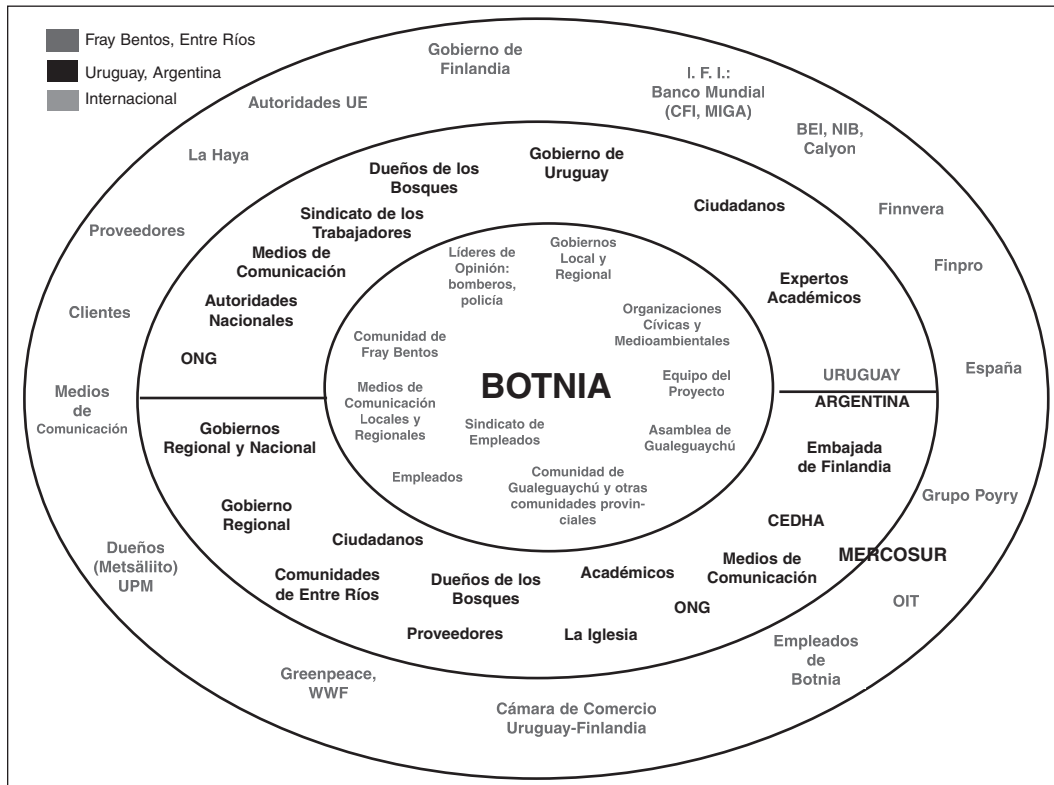 Fray Bentos, Entre Ríos
Uruguay, Argentina
Internacional
Gobierno de
Finlandia
I. F. I.:
Banco Mundial
(CFI, MIGA)
Autoridades UE
BEI, NIB,
Calyon
La Haya
Finnvera
Proveedores
Finpro
Clientes
España
Medios
de
Comunicación
Grupo Poyry
Dueños
(Metsäliito)
UPM
MERCOSUR
OIT
Empleados
de
Botnia
Greenpeace,
WWF
Cámara de Comercio
Uruguay-Finlandia
Dueños de los
Bosques
Gobierno de
Uruguay
Ciudadanos
Sindicato de los
Trabajadores
Medios de
Comunicación
Expertos
Académicos
Autoridades
Nacionales
ONG
URUGUAY
ARGENTINA
Gobiernos
Regional y Nacional
Embajada
de Finlandia
Gobierno
Regional
CEDHA
Ciudadanos
Medios de
Comunicación
Comunidades
de Entre Ríos
Dueños de los
Bosques
Académicos
ONG
Proveedores
La Iglesia
Líderes de
Opinión:
bomberos,
policía
Gobiernos
Local y
Regional
Organizaciones
Cívicas y
Medioambientales
Comunidad de
Fray Bentos
BOTNIA
Equipo del
Proyecto
Medios de
Comunicación
Locales y
Regionales
Sindicato de
Empleados
Asamblea de
Gualeguaychú
Empleados
Comunidad de
Gualeguaychú y otras
comunidades provin-
ciales